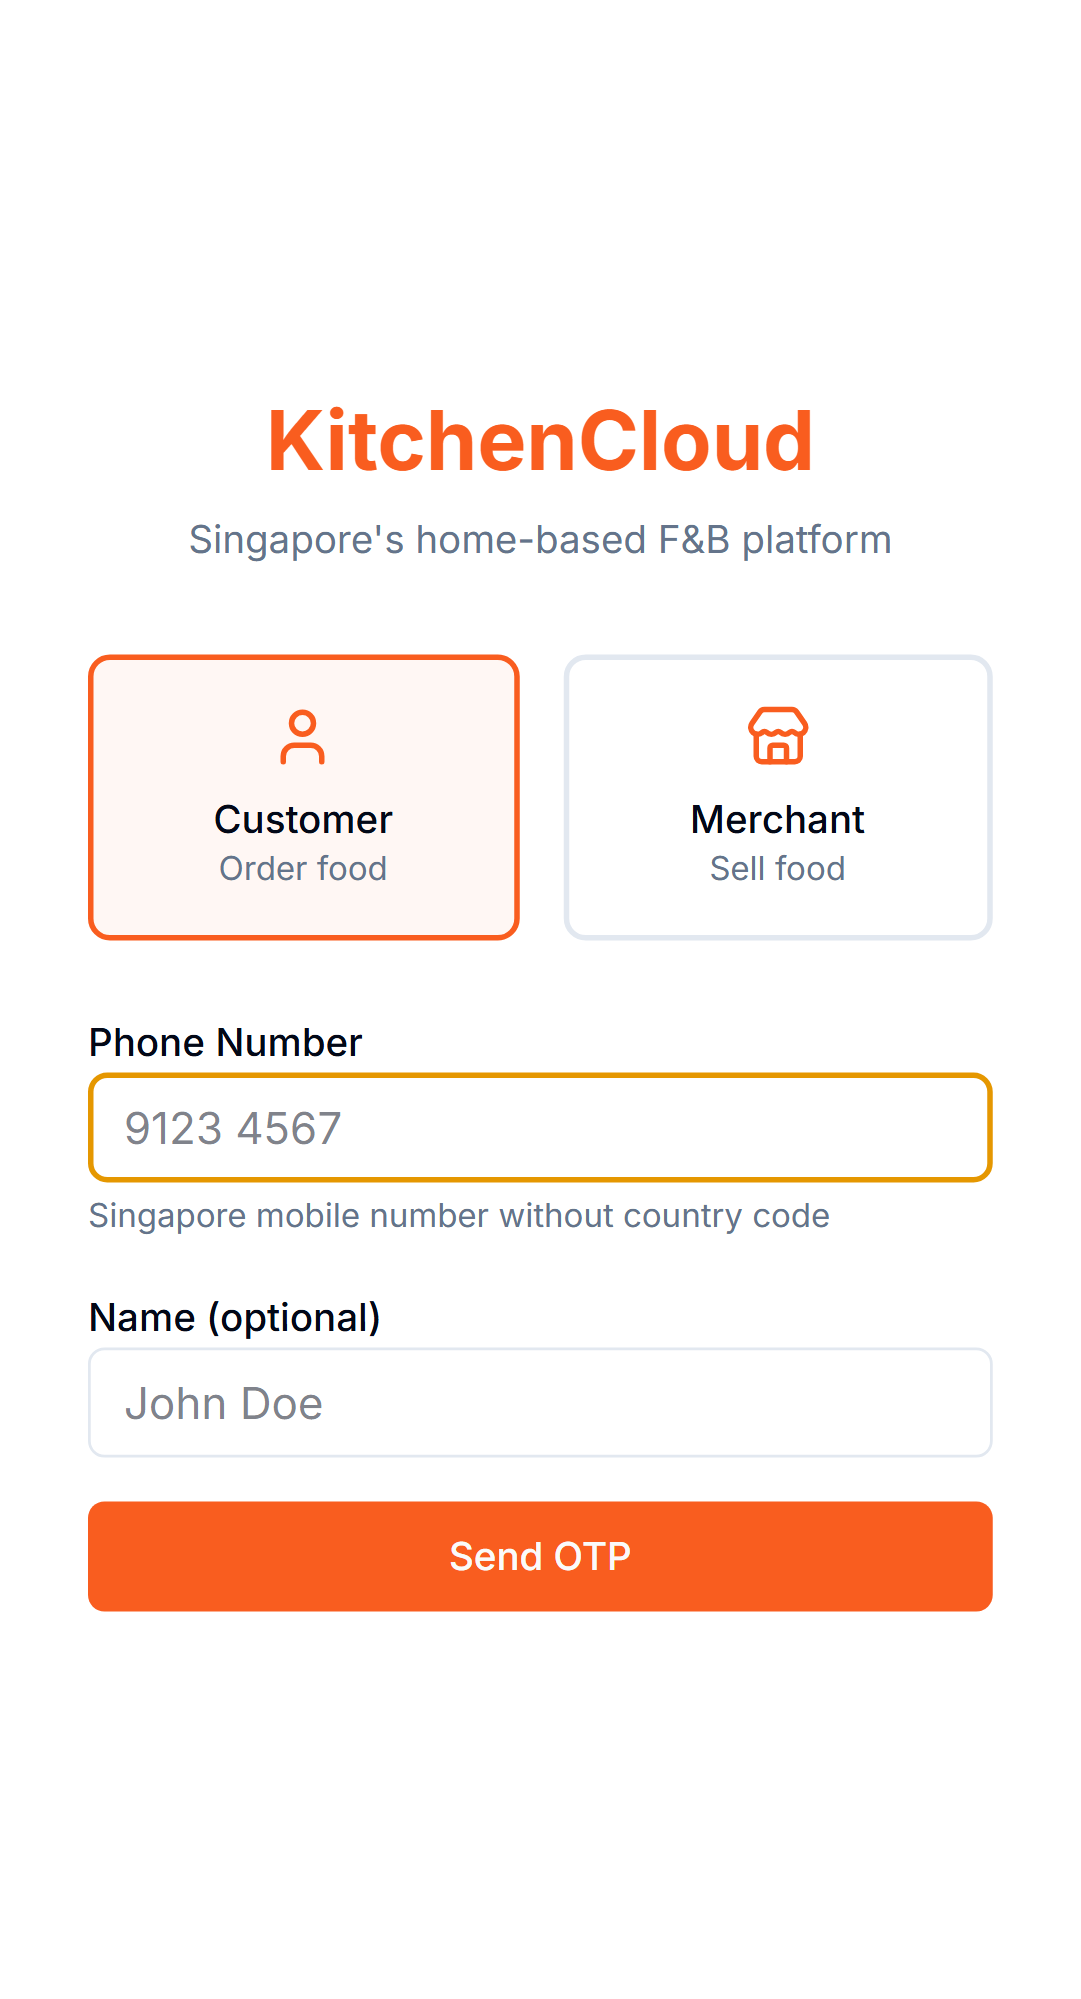 KitchenCloud
Singapore's home-based F&B platform
Customer
Order food
Merchant
Sell food
Phone Number
9123 4567
Singapore mobile number without country code
Name (optional)
John Doe
Send OTP